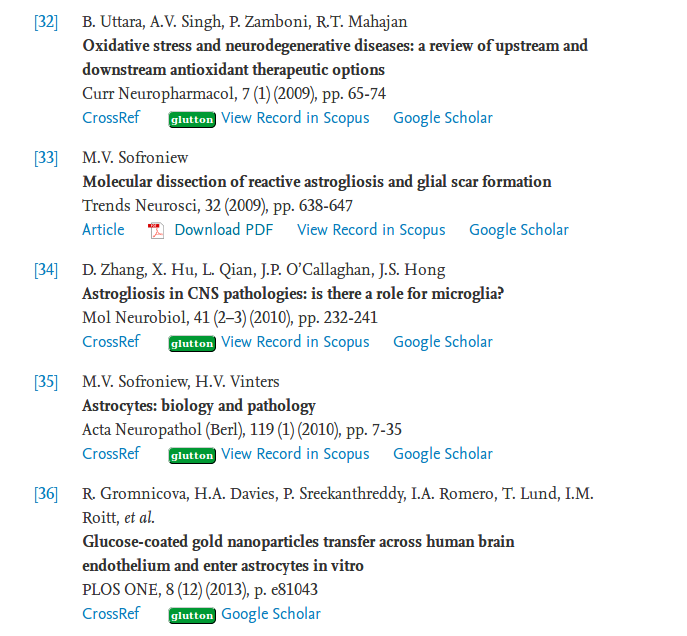 [32] B. Uttara, A.V. Singh, P. Zamboni, R.T. Mahajan
Oxidative stress and neurodegenerative diseases: a review of upstream and
downstream antioxidant therapeutic options
Curr Neuropharmacol, 7 (1) (2009), pp. 65-74
CrossRef glutton View Record in Scopus Google Scholar
[33] M.V. Sofroniew
Molecular dissection of reactive astrogliosis and glial scar formation
Trends Neurosci, 32 (2009), pp. 638-647
Article Download PDF View Record in Scopus Google Scholar
[34] D. Zhang, X. Hu, L. Qian, J.P. O’Callaghan, J.S. Hong
Astrogliosis in CNS pathologies: is there a role for microglia?
Mol Neurobiol, 41 (2–3) (2010), pp. 232-241
CrossRef glutton View Record in Scopus Google Scholar
[35] M.V. Sofroniew, H.V. Vinters
Astrocytes: biology and pathology
Acta Neuropathol (Berl), 119 (1) (2010), pp. 7-35
CrossRef glutton View Record in Scopus Google Scholar
[36] R. Gromnicova, H.A. Davies, P. Sreekanthreddy, I.A. Romero, T. Lund, I.M.
Roitt, et al.
Glucose-coated gold nanoparticles transfer across human brain
endothelium and enter astrocytes in vitro
PLOS ONE, 8 (12) (2013), p. e81043
CrossRef glutton Google Scholar